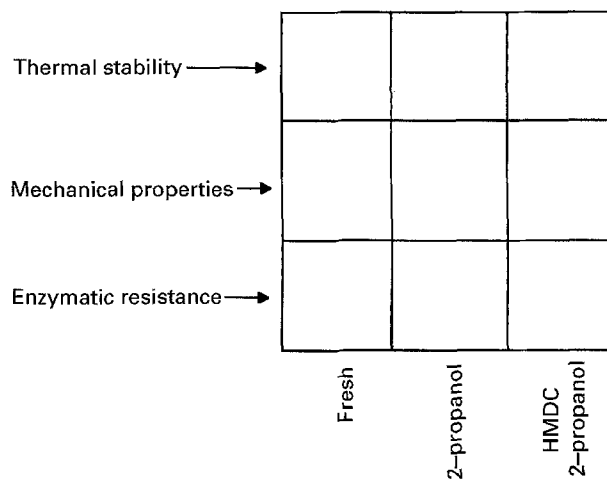 Thermal stability
Mechanical properties
Enzymatic resistance
Fresh
2–propanol
HMDC
2–propanol